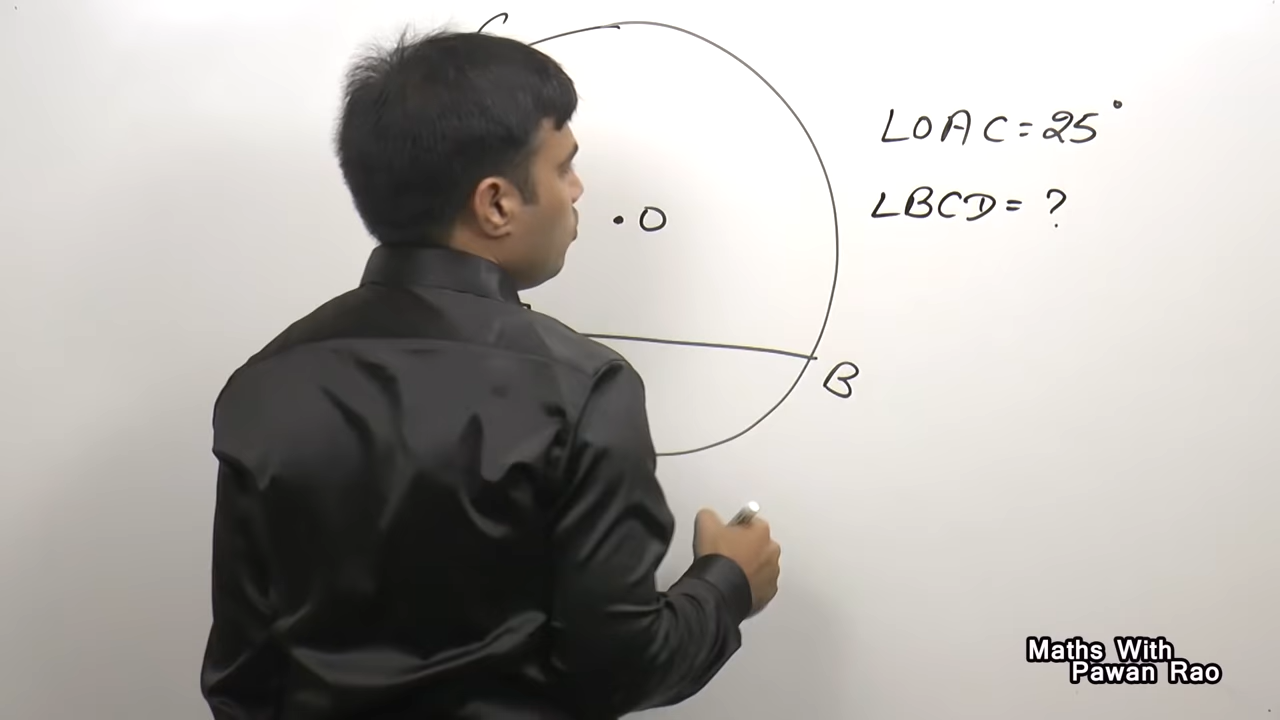 C
∠OAC = 25°
∠BCD = ?
• O
B
Maths With
Pawan Rao